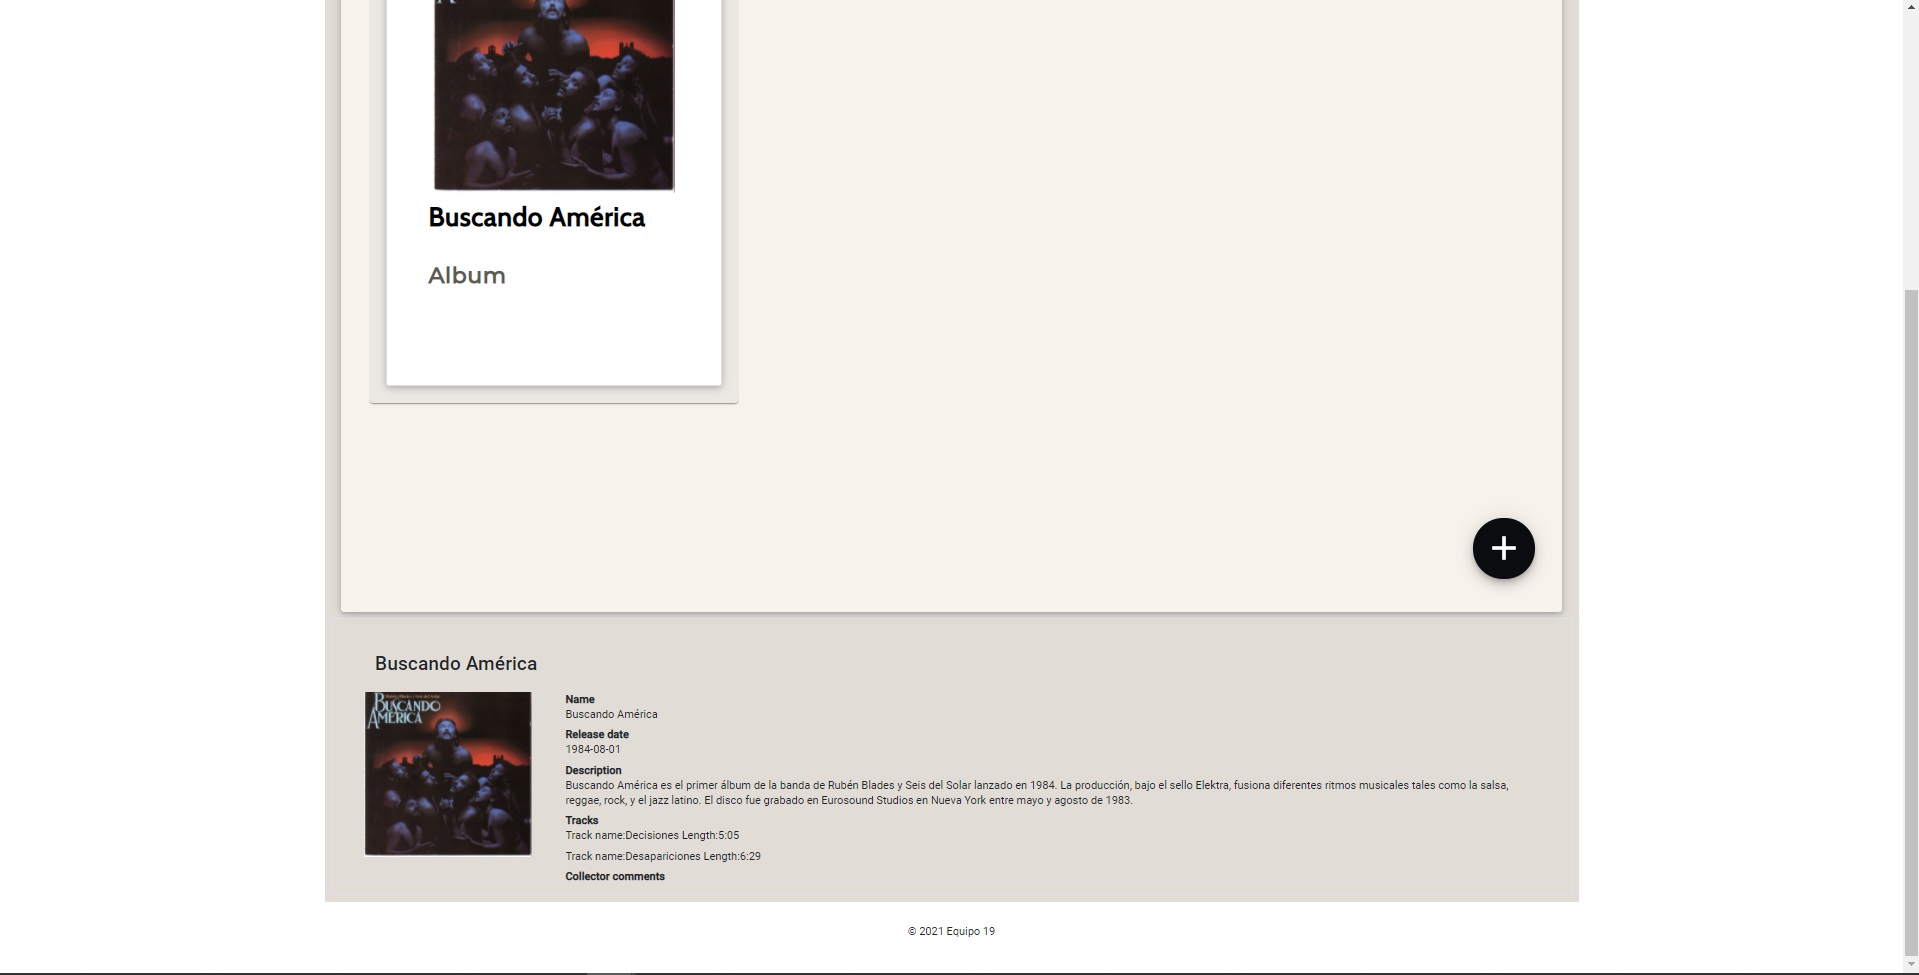 Buscando América
Album
Buscando América
BUSCANDO
AMÉRICA
Name
Buscando América
Release date
1984-08-01
Description
Buscando América es el primer álbum de la banda de Rubén Blades y Seis del Solar lanzado en 1984. La producción, bajo el sello Elektra, fusiona diferentes ritmos musicales tales como la salsa,
reggae, rock, y el jazz latino. El disco fue grabado en Eurosound Studios en Nueva York entre mayo y agosto de 1983.
Tracks
Track name:Decisiones Length:5:05
Track name:Desapariciones Length:6:29
Collector comments
© 2021 Equipo 19